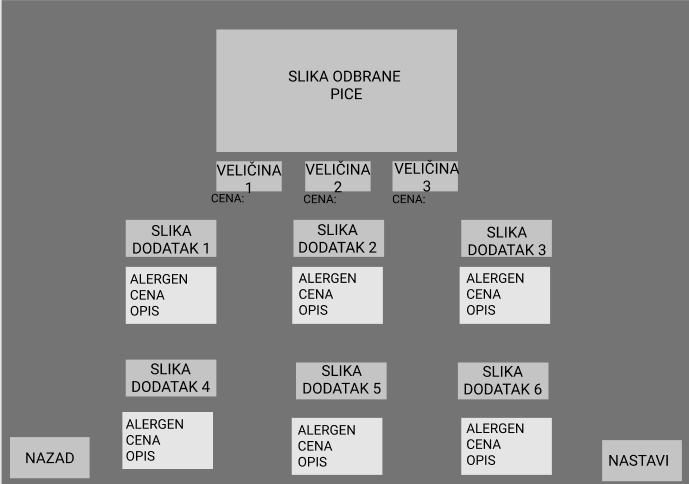 SLIKA ODBRANE
PICE
VELIČINA
1
VELIČINA
2
VELIČINA
3
CENA:
CENA:
CENA:
SLIKA
DODATAK 1
SLIKA
DODATAK 2
SLIKA
DODATAK 3
ALERGEN
CENA
OPIS
ALERGEN
CENA
OPIS
ALERGEN
CENA
OPIS
SLIKA
DODATAK 4
SLIKA
DODATAK 5
SLIKA
DODATAK 6
ALERGEN
CENA
OPIS
ALERGEN
CENA
OPIS
ALERGEN
CENA
OPIS
NAZAD
NASTAVI